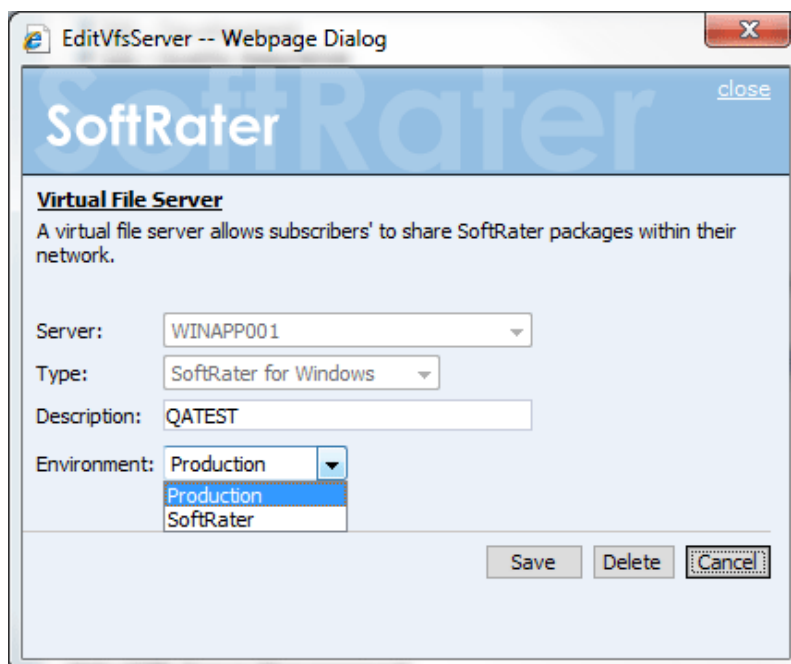 EditVfsServer -- Webpage Dialog
close
SoftRater
SoftRater
Virtual File Server
A virtual file server allows subscribers' to share SoftRater packages within their
network.
Server: WINAPP001
Type: SoftRater for Windows
Description: QATEST
Environment: Production
Production
SoftRater
Save Delete Cancel